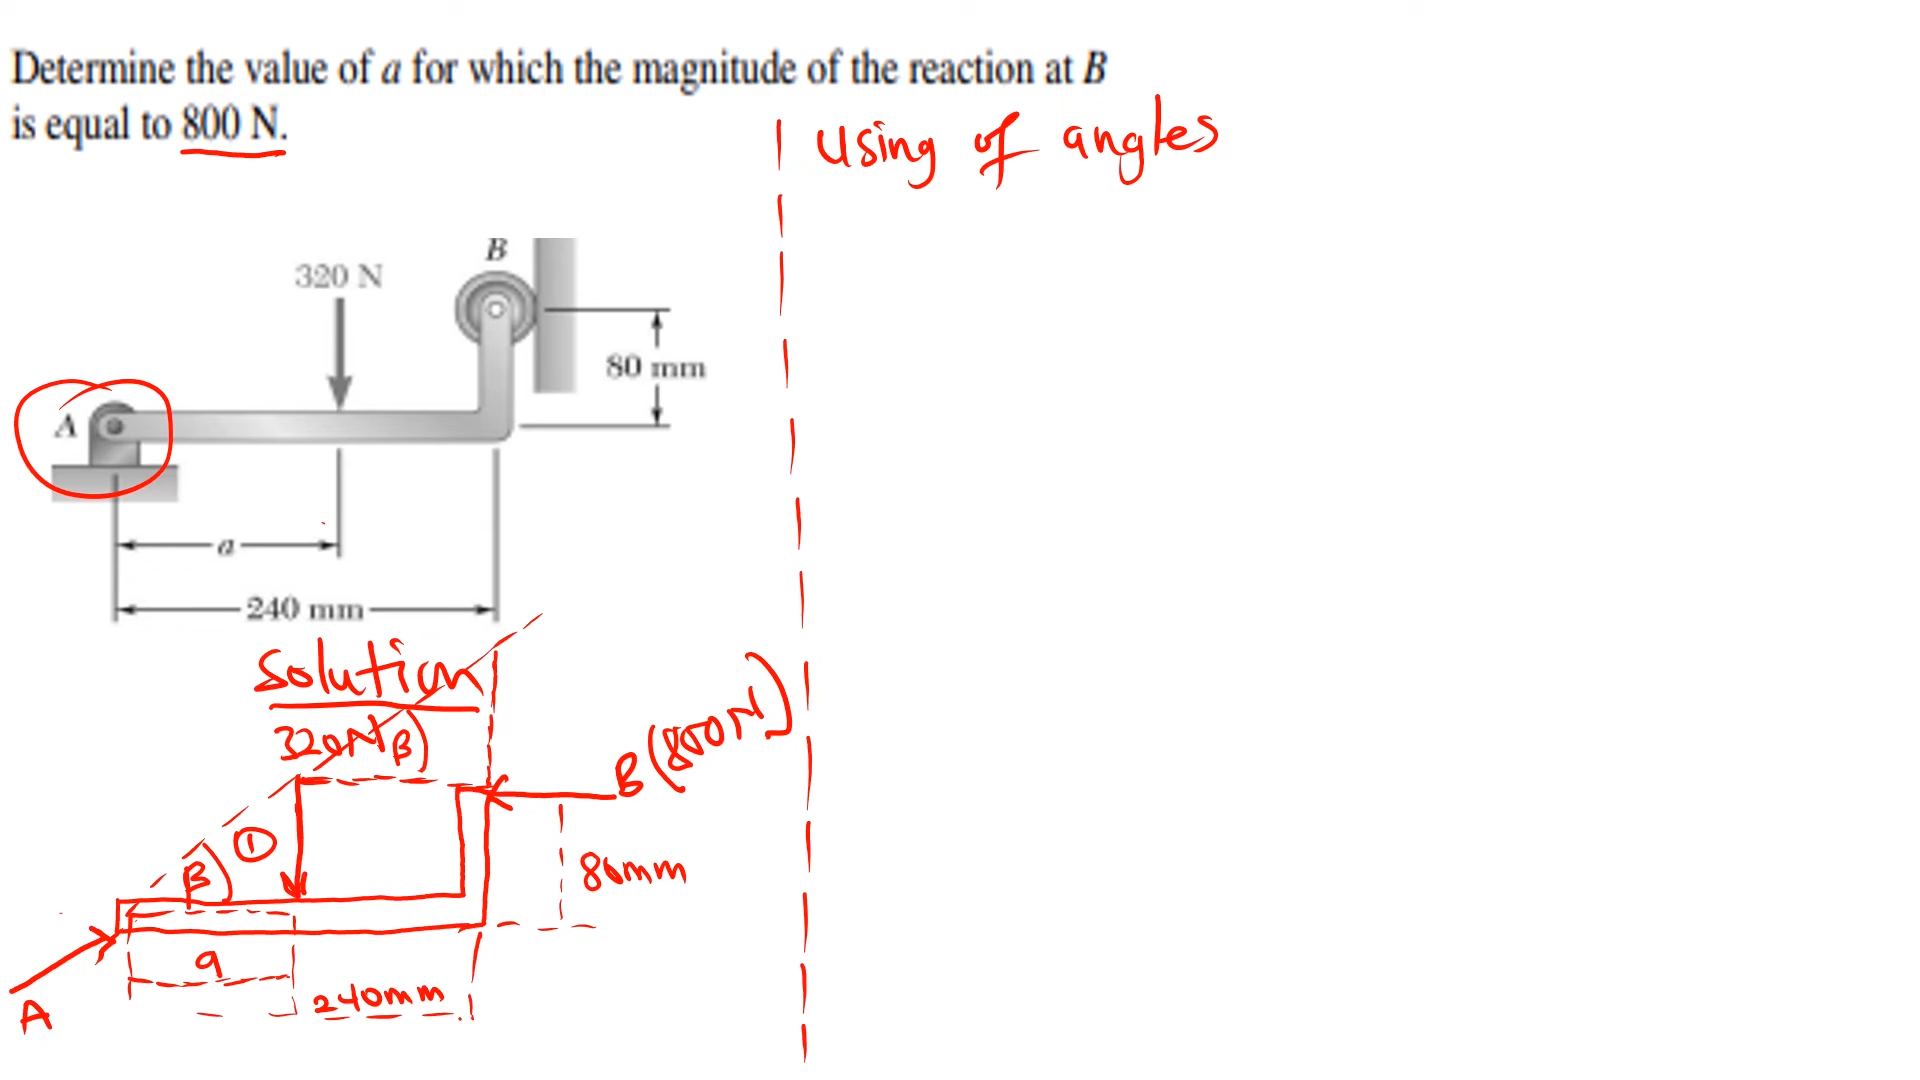 Determine the value of a for which the magnitude of the reaction at B
is equal to 800 N.
using of angles
B
320 N
80 mm
A
a
240 mm
solution
320N
β
B (800N)
①
β
80mm
a
240mm
A